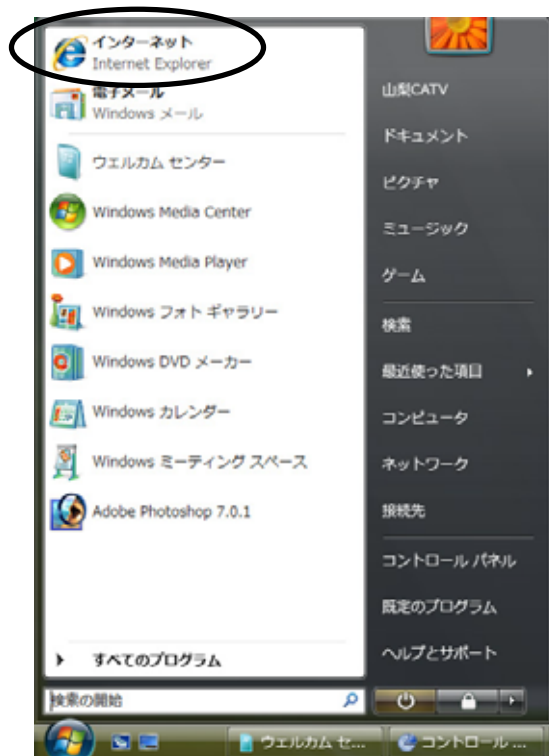 インターネット
Internet Explorer
電子メール
Windows メール
ウェルカム センター
Windows Media Center
Windows Media Player
Windows フォト ギャラリー
Windows DVD メーカー
Windows カレンダー
Windows ミーティング スペース
Adobe Photoshop 7.0.1
すべてのプログラム
検索の開始
山梨CATV
ドキュメント
ピクチャ
ミュージック
ゲーム
検索
最近使った項目
コンピュータ
ネットワーク
接続先
コントロール パネル
既定のプログラム
ヘルプとサポート
ウェルカム セ...
コントロール ...